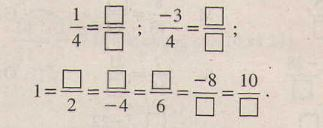 1/4 = □/□ ; -3/4 = □/□ ;
1 = □/2 = □/-4 = □/6 = -8/□ = 10/□ .